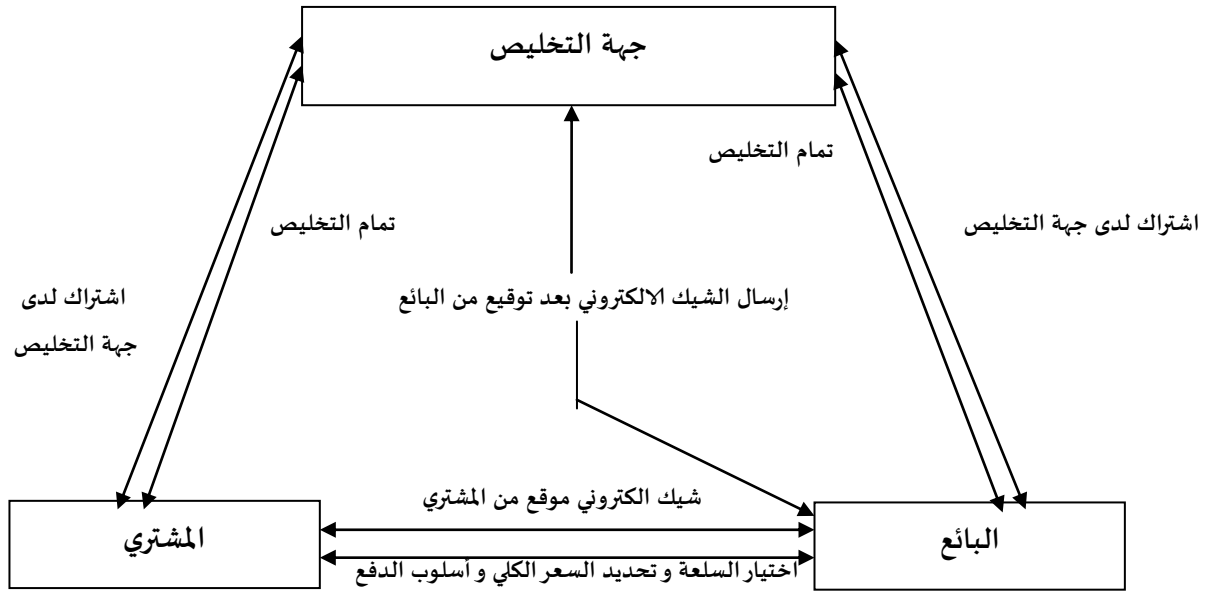 جهة التخليص
تمام التخليص
تمام التخليص
اشتراك لدى جهة التخليص
اشتراك لدى
جهة التخليص
إرسال الشيك الالكتروني بعد توقيع من البائع
شيك الكتروني موقع من المشتري
المشتري
البائع
اختيار السلعة و تحديد السعر الكلي و أسلوب الدفع